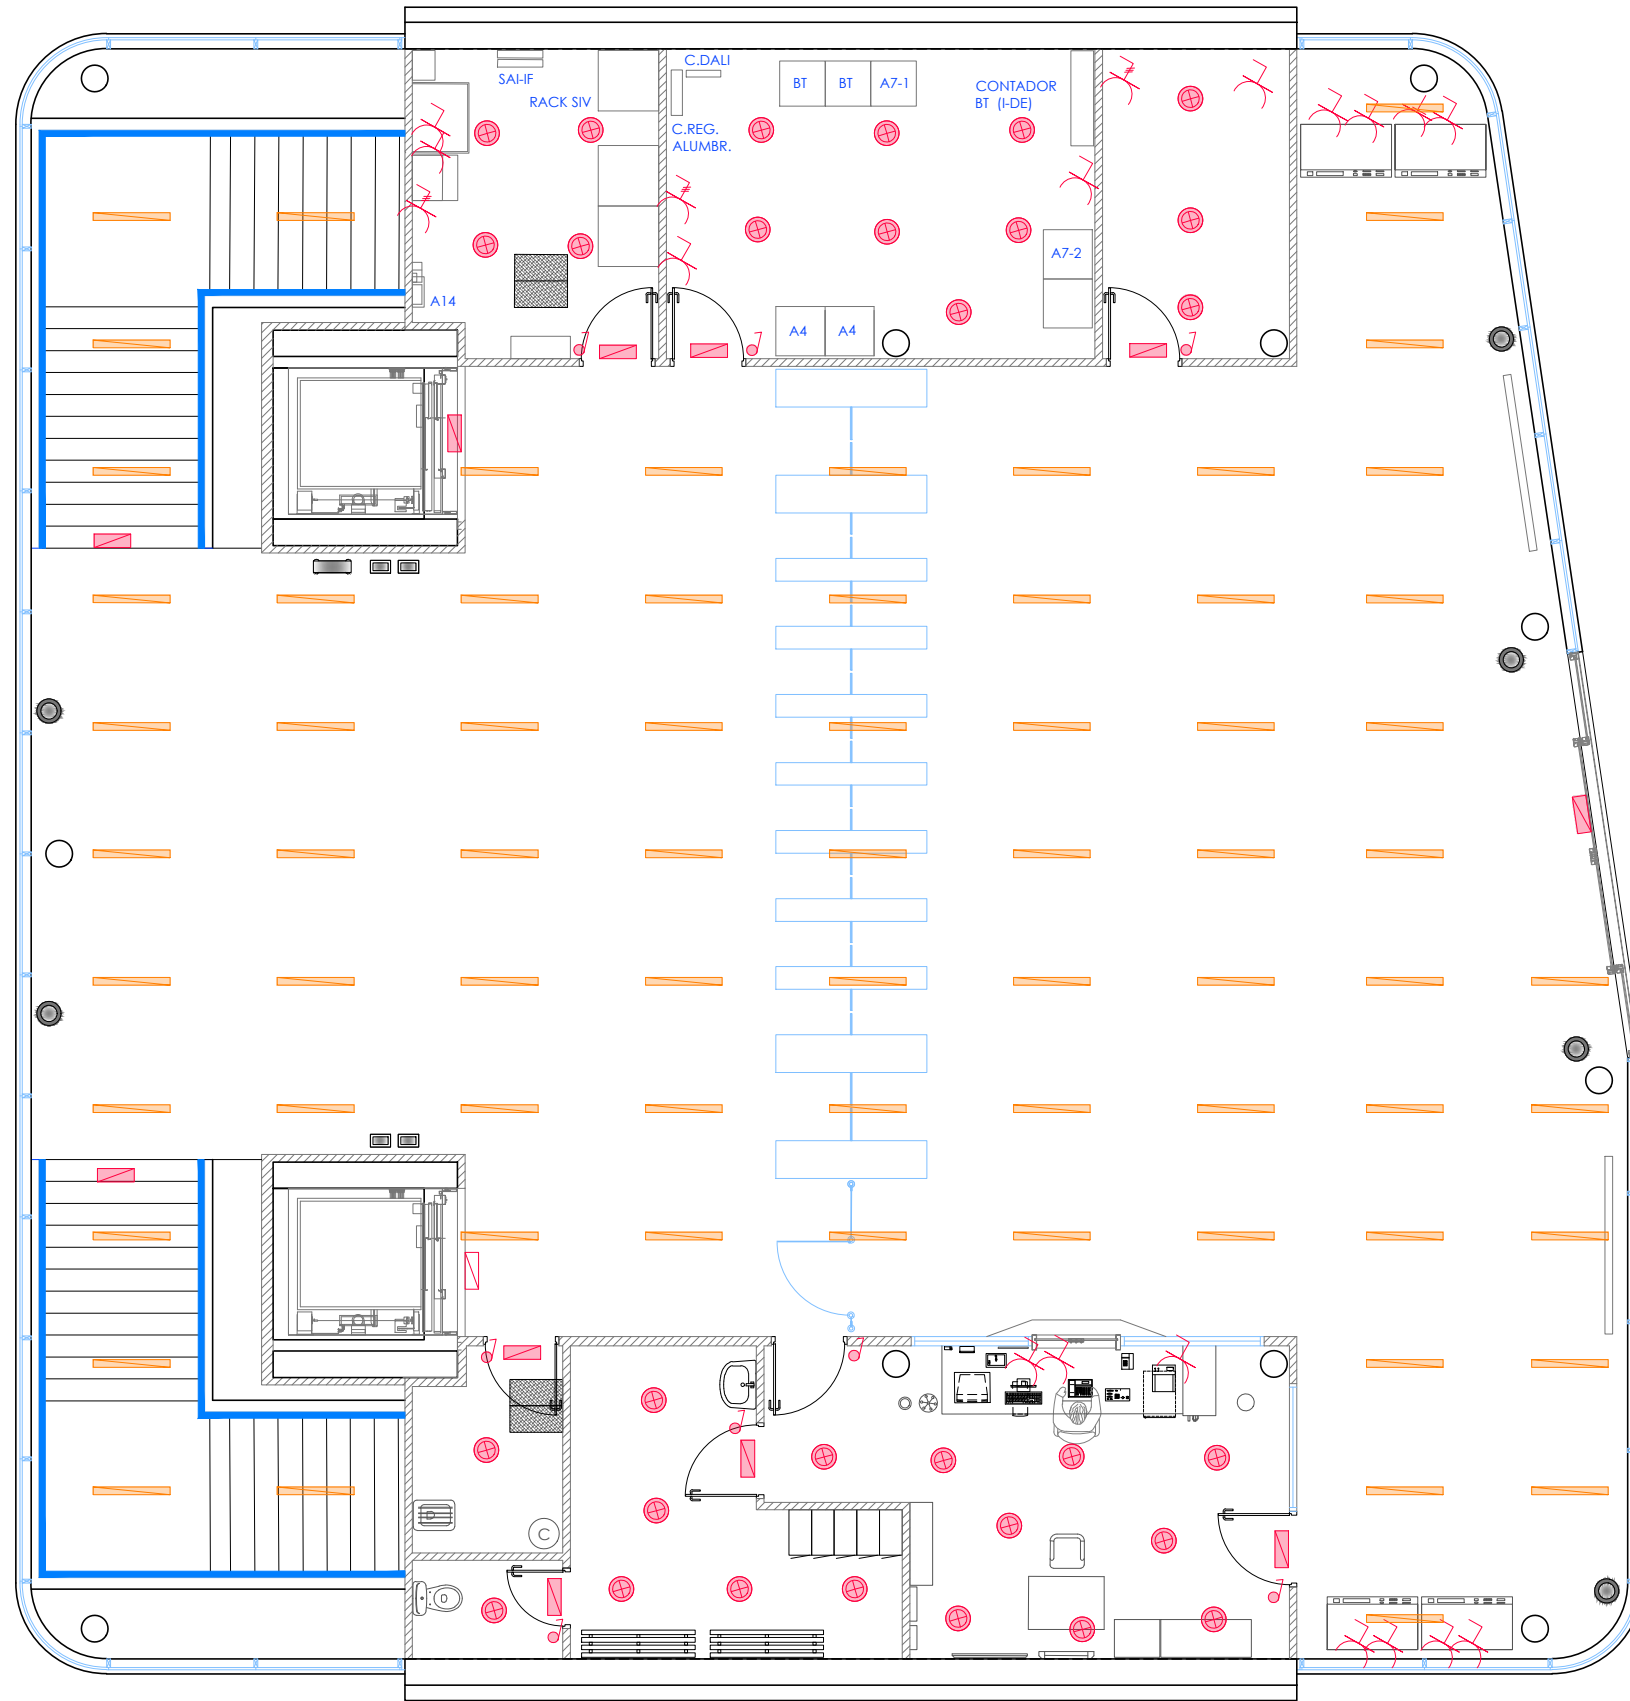 C.DALI
SAI-IF
BT
BT
A7-1
CONTADOR
BT (I-DE)
RACK SIV
C.REG.
ALUMBR.
A7-2
A14
A4
A4
C